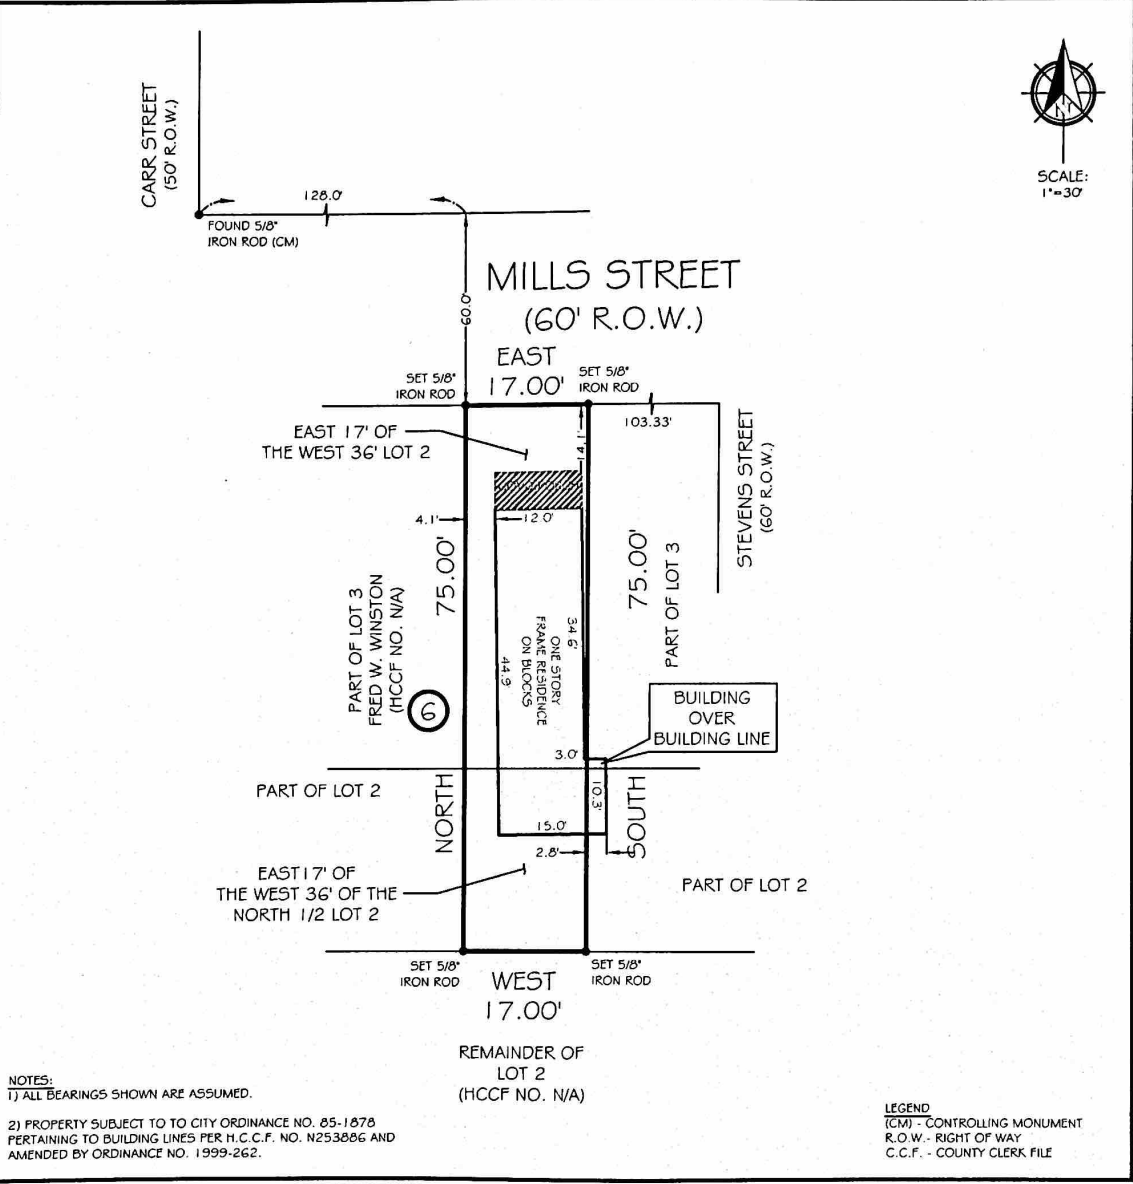 CARR STREET
(50' R.O.W.)
128.0'
FOUND 5/8"
IRON ROD (CM)
SCALE:
1"=30'
MILLS STREET
(60' R.O.W.)
60.0'
EAST
17.00'
SET 5/8"
IRON ROD
SET 5/8"
IRON ROD
103.33'
STEVENS STREET
(60' R.O.W.)
EAST 17' OF
THE WEST 36' LOT 2
14.1'
4.1'
12.0'
75.00'
75.00'
PART OF LOT 3
FRED W. WINSTON
(HCCF NO. N/A)
6
PART OF LOT 3
34.6'
ONE STORY
FRAME RESIDENCE
ON BLOCKS
44.9'
BUILDING
OVER
BUILDING LINE
3.0'
PART OF LOT 2
NORTH
10.3'
SOUTH
15.0'
2.8'
EAST17' OF
THE WEST 36' OF THE
NORTH 1/2 LOT 2
PART OF LOT 2
SET 5/8"
IRON ROD
WEST
17.00'
SET 5/8"
IRON ROD
REMAINDER OF
LOT 2
(HCCF NO. N/A)
NOTES:
1) ALL BEARINGS SHOWN ARE ASSUMED.
2) PROPERTY SUBJECT TO TO CITY ORDINANCE NO. 85-1878
PERTAINING TO BUILDING LINES PER H.C.C.F. NO. N253886 AND
AMENDED BY ORDINANCE NO. 1999-262.
LEGEND
(CM) - CONTROLLING MONUMENT
R.O.W.- RIGHT OF WAY
C.C.F. - COUNTY CLERK FILE